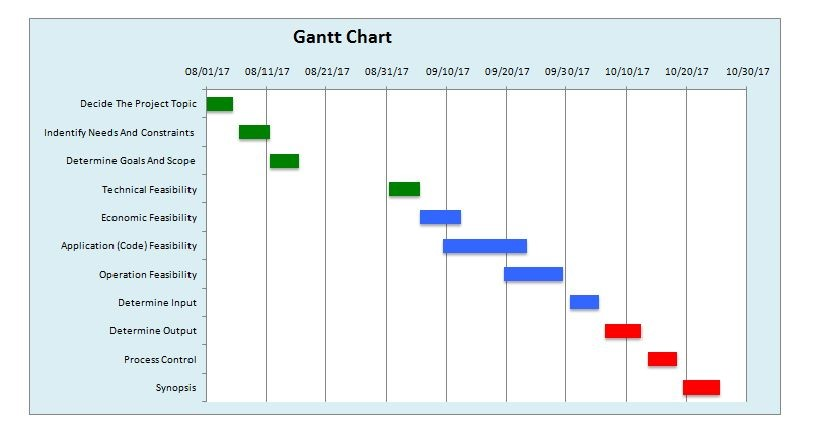 Gantt Chart
08/01/17 08/11/17 08/21/17 08/31/17 09/10/17 09/20/17 09/30/17 10/10/17 10/20/17 10/30/17
Decide The Project Topic
Indentify Needs And Constraints
Determine Goals And Scope
Technical Feasibility
Economic Feasibility
Application (Code) Feasibility
Operation Feasibility
Determine Input
Determine Output
Process Control
Synopsis